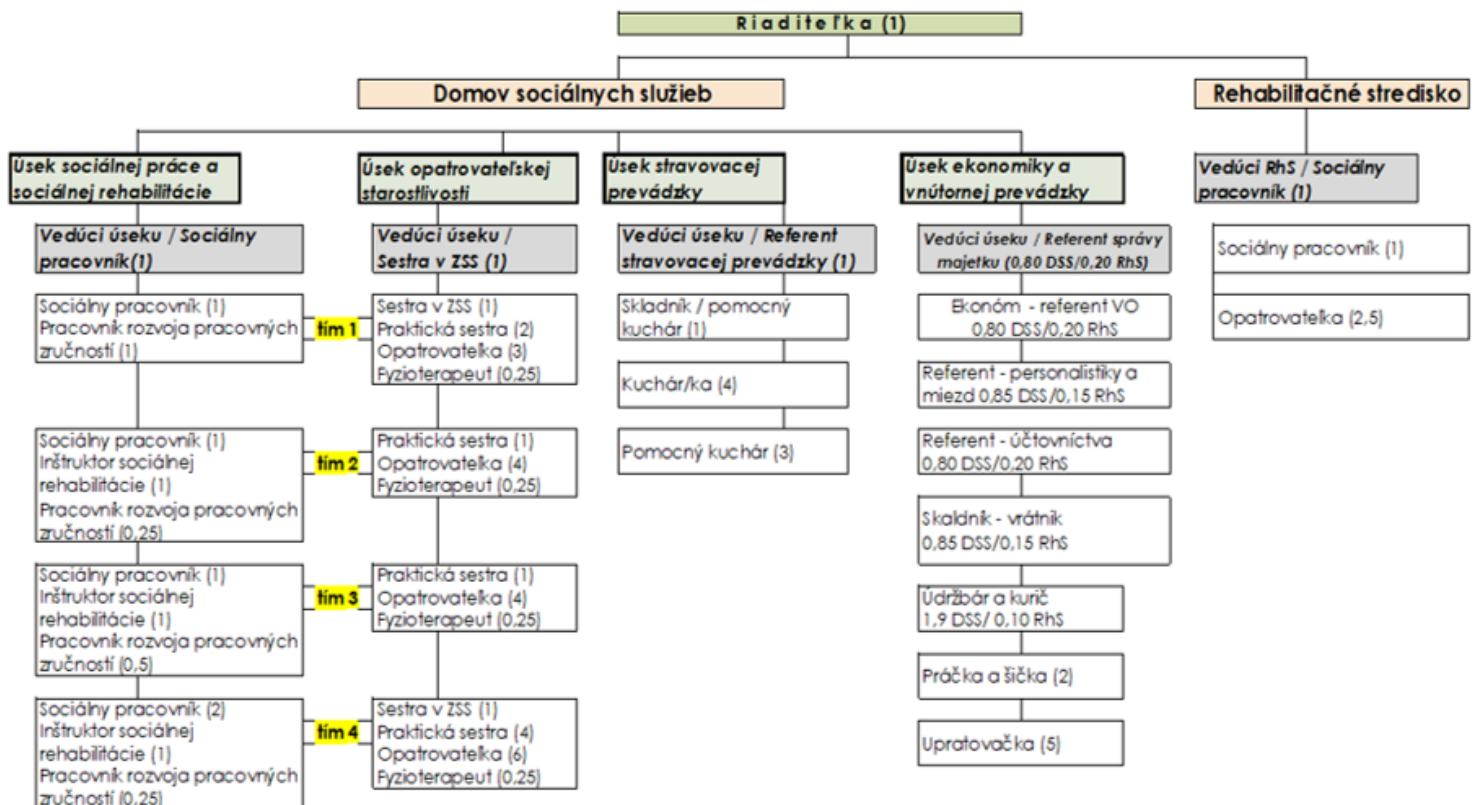 Riaditeľka (1)
Domov sociálnych služieb
Rehabilitačné stredisko
Úsek sociálnej práce a
sociálnej rehabilitácie
Úsek opatrovateľskej
starostlivosti
Úsek stravovacej
prevádzky
Úsek ekonomiky a
vnútornej prevádzky
Vedúci RhS / Sociálny
pracovník (1)
Vedúci úseku / Sociálny
pracovník(1)
Vedúci úseku /
Sestra v ZSS (1)
Vedúci úseku / Referent
stravovacej prevádzky (1)
Vedúci úseku / Referent správy
majetku (0,80 DSS/0,20 RhS)
Sociálny pracovník (1)
Opatrovateľka (2,5)
Sociálny pracovník (1)
Pracovník rozvoja pracovných
zručností (1)
tím 1
Sestra v ZSS (1)
Praktická sestra (2)
Opatrovateľka (3)
Fyzioterapeut (0,25)
Skladník / pomocný
kuchár (1)
Kuchár/ka (4)
Pomocný kuchár (3)
Ekonóm - referent VO
0,80 DSS/0,20 RhS
Referent - personalistiky a
miezd 0,85 DSS/0,15 RhS
Referent - účtovníctva
0,80 DSS/0,20 RhS
Skaldník - vrátnik
0,85 DSS/0,15 RhS
Údržbár a kurič
1,9 DSS/ 0,10 RhS
Práčka a šička (2)
Upratovačka (5)
Sociálny pracovník (1)
Inštruktor sociálnej
rehabilitácie (1)
Pracovník rozvoja pracovných
zručností (0,25)
tím 2
Praktická sestra (1)
Opatrovateľka (4)
Fyzioterapeut (0,25)
Sociálny pracovník (1)
Inštruktor sociálnej
rehabilitácie (1)
Pracovník rozvoja pracovných
zručností (0,5)
tím 3
Praktická sestra (1)
Opatrovateľka (4)
Fyzioterapeut (0,25)
Sociálny pracovník (2)
Inštruktor sociálnej
rehabilitácie (1)
Pracovník rozvoja pracovných
zručností (0,25)
tím 4
Sestra v ZSS (1)
Praktická sestra (4)
Opatrovateľka (6)
Fyzioterapeut (0,25)